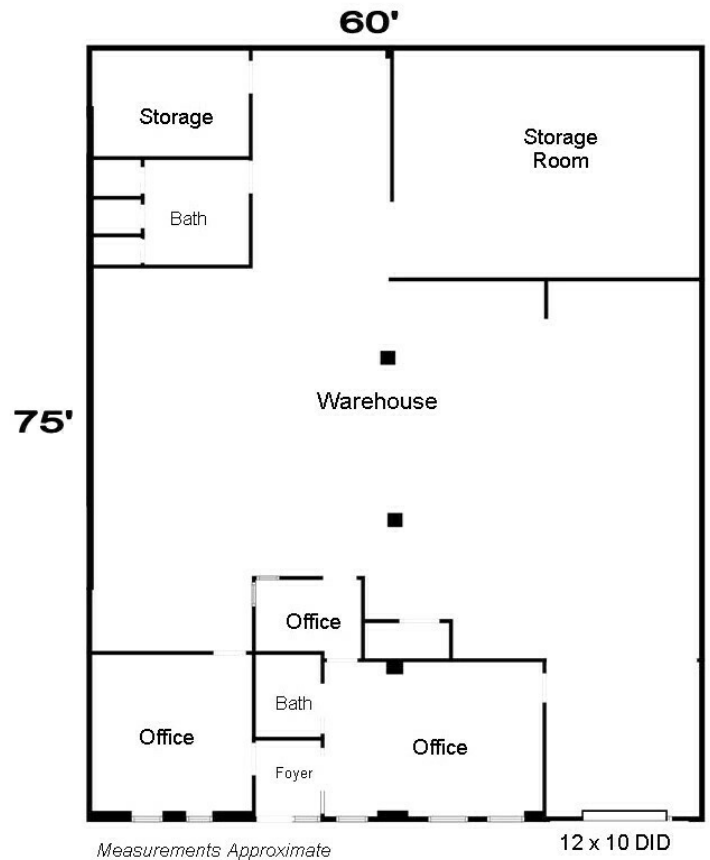 60'
Storage
Storage
Room
Bath
Warehouse
75'
Office
Bath
Office
Office
Foyer
Measurements Approximate
12 x 10 DID